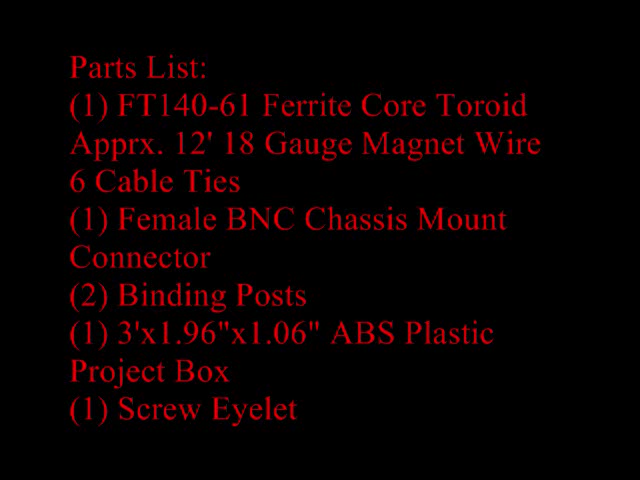 Parts List:
(1) FT140-61 Ferrite Core Toroid
Apprx. 12' 18 Gauge Magnet Wire
6 Cable Ties
(1) Female BNC Chassis Mount
Connector
(2) Binding Posts
(1) 3'x1.96"x1.06" ABS Plastic
Project Box
(1) Screw Eyelet